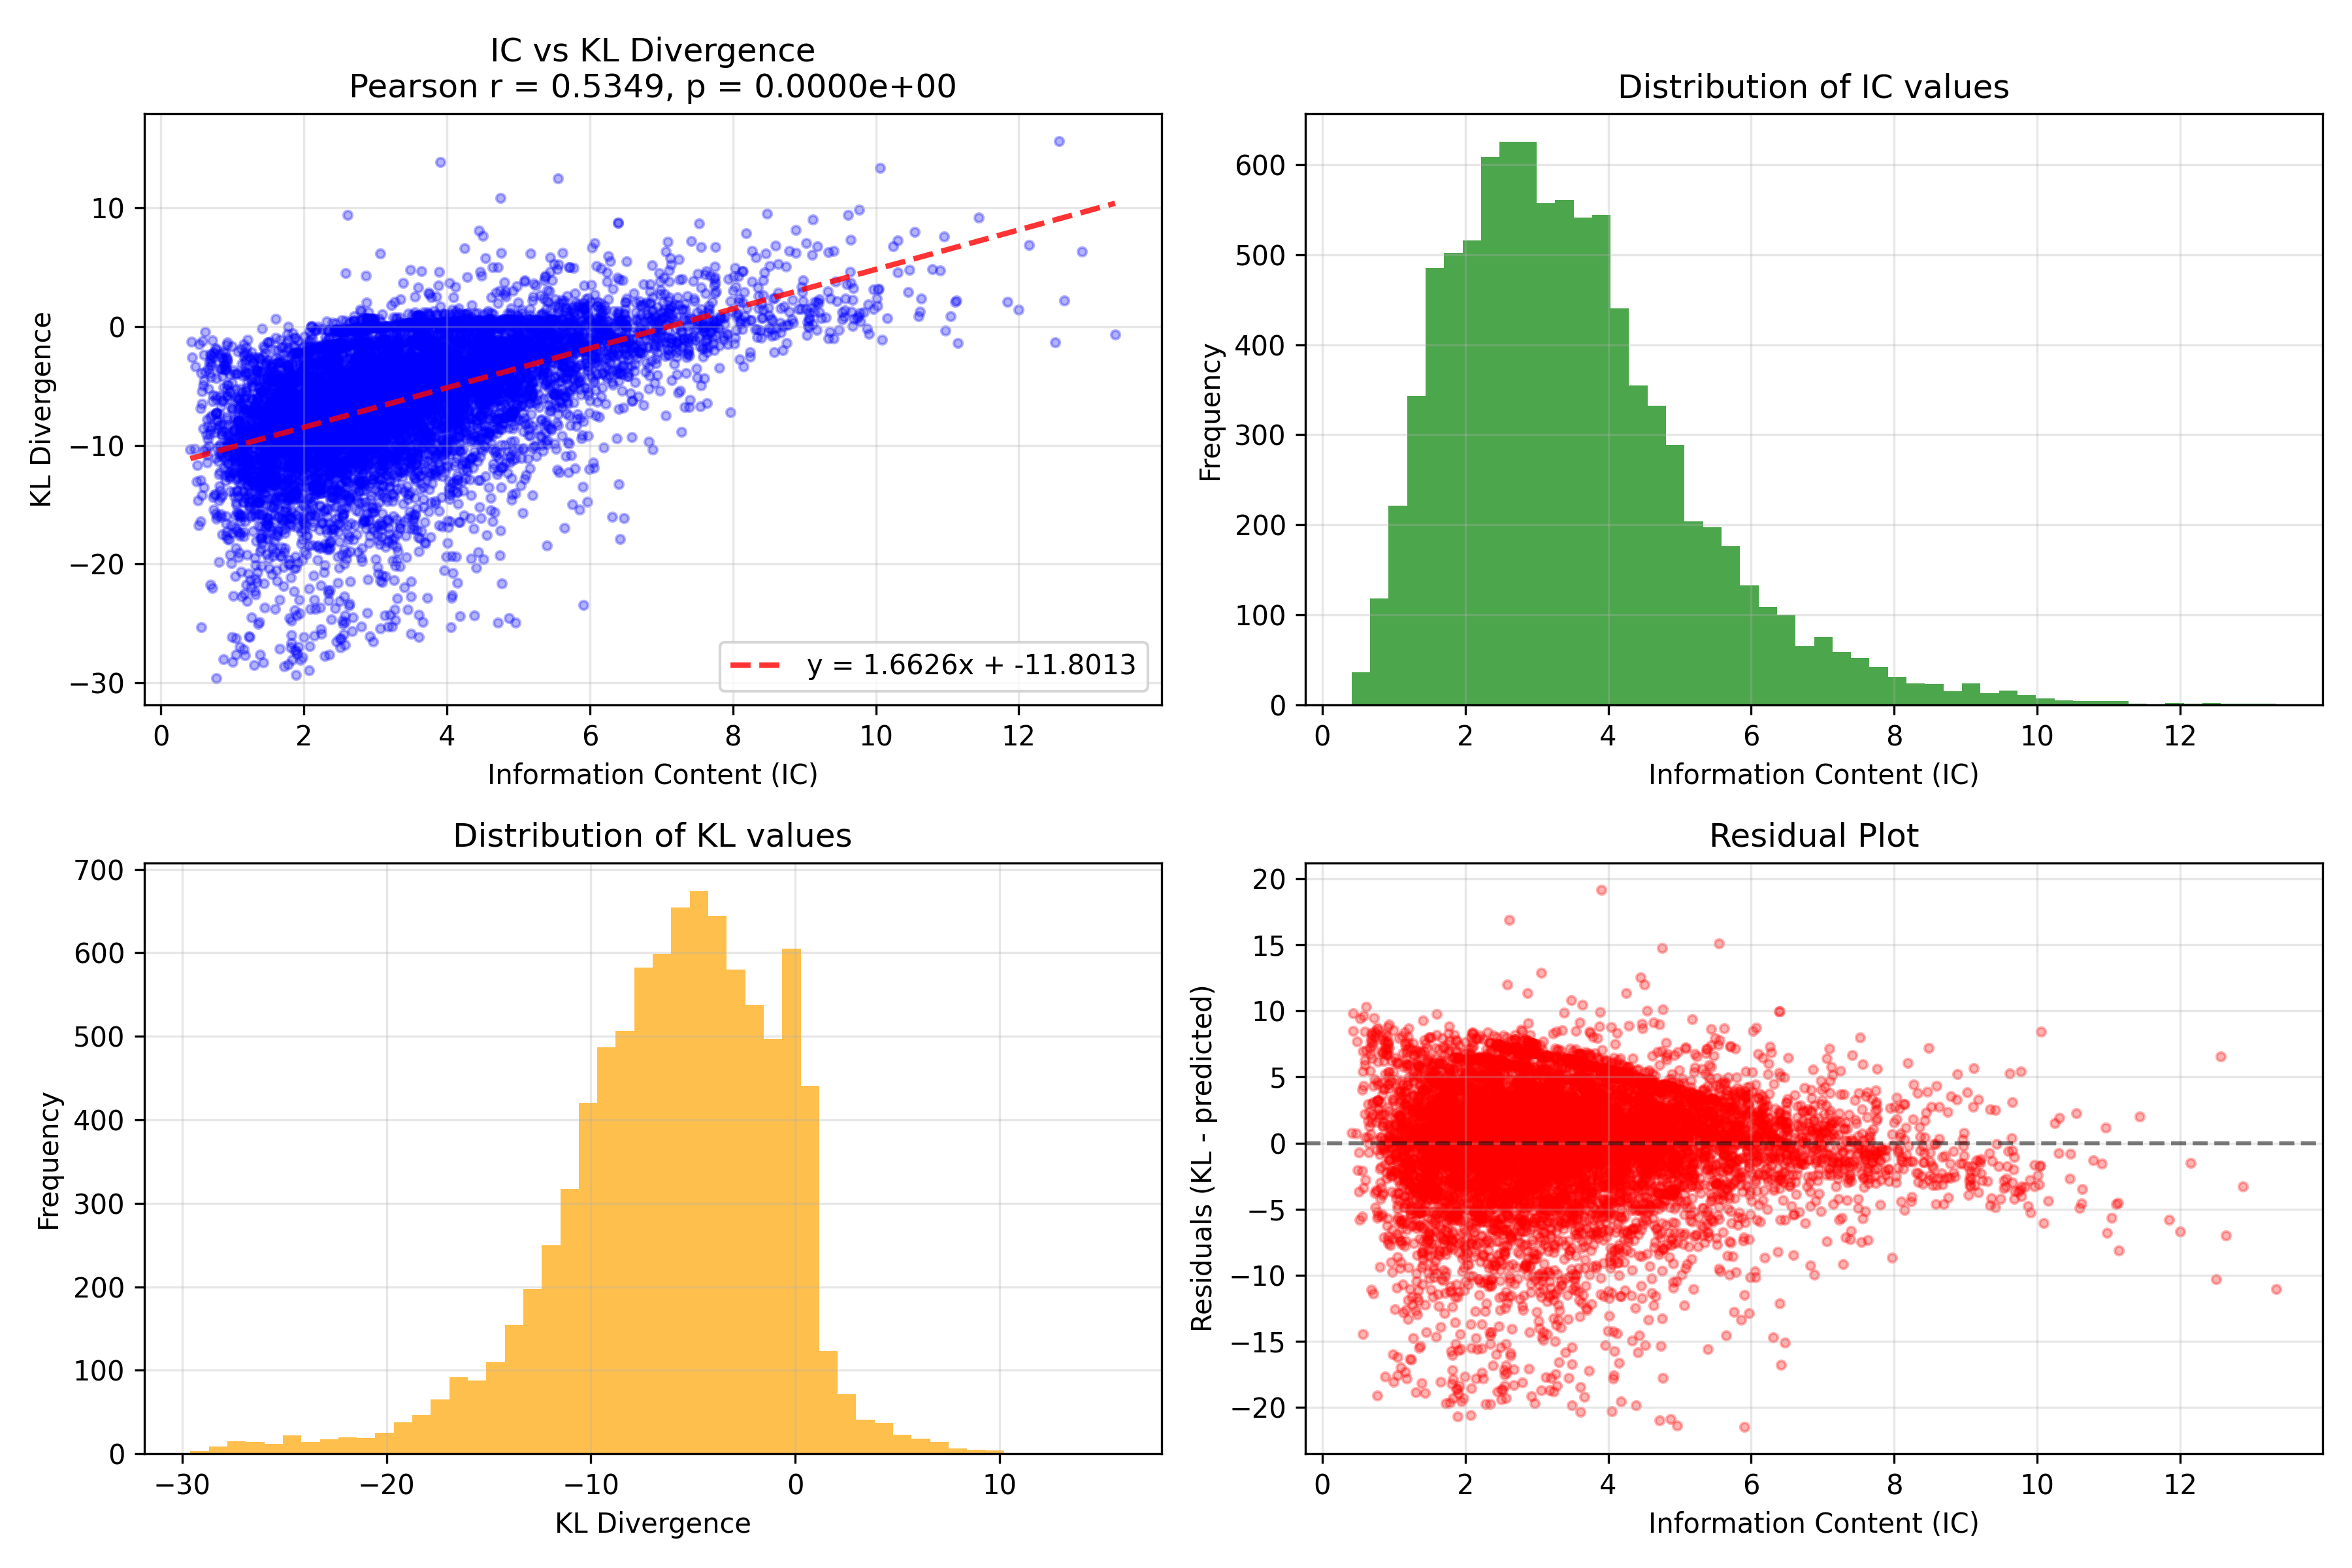 IC vs KL Divergence
Pearson r = 0.5349, p = 0.0000e+00
10
0
−10
−20
−30
KL Divergence
0 2 4 6 8 10 12
Information Content (IC)
y = 1.6626x + -11.8013
Distribution of IC values
600
500
400
300
200
100
0
Frequency
0 2 4 6 8 10 12
Information Content (IC)
Distribution of KL values
700
600
500
400
300
200
100
0
Frequency
−30 −20 −10 0 10
KL Divergence
Residual Plot
20
15
10
5
0
−5
−10
−15
−20
Residuals (KL - predicted)
0 2 4 6 8 10 12
Information Content (IC)